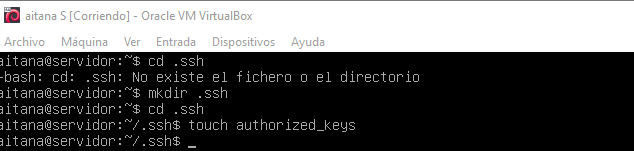 aitana S [Corriendo] - Oracle VM VirtualBox
Archivo Máquina Ver Entrada Dispositivos Ayuda
aitana@servidor:~$ cd .ssh
-bash: cd: .ssh: No existe el fichero o el directorio
aitana@servidor:~$ mkdir .ssh
aitana@servidor:~$ cd .ssh
aitana@servidor:~/.ssh$ touch authorized_keys
aitana@servidor:~/.ssh$ _